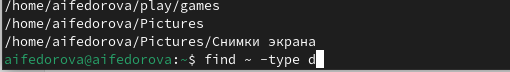 /home/aifedorova/play/games
/home/aifedorova/Pictures
/home/aifedorova/Pictures/Снимки экрана
aifedorova@aifedorova:~$ find ~ -type d